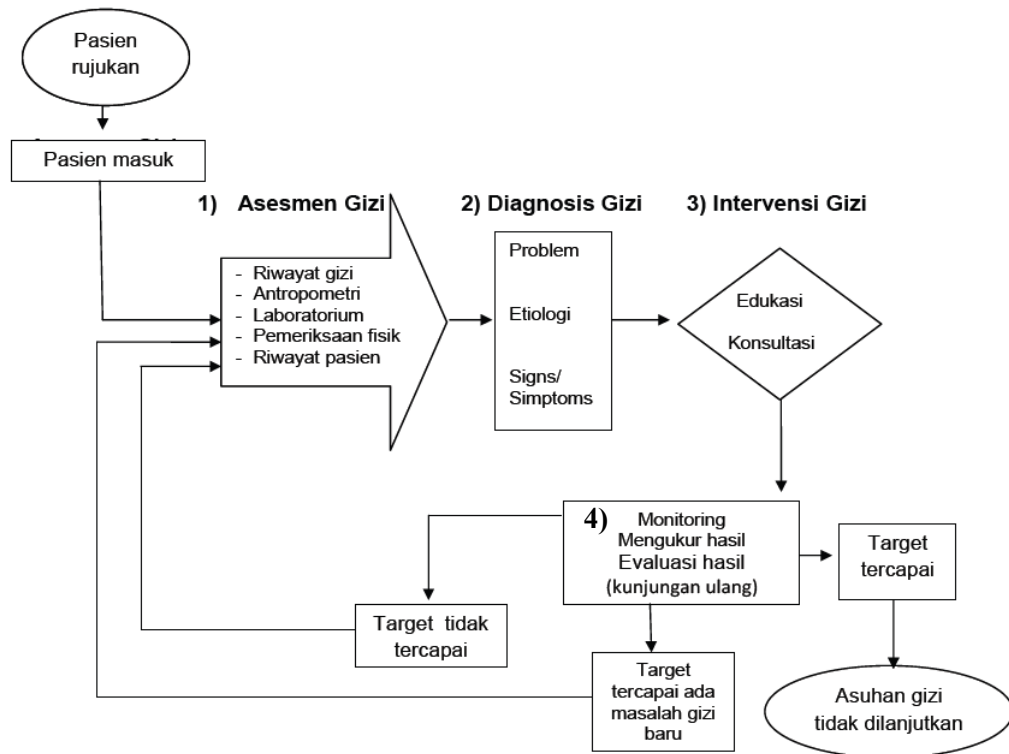 Pasien
rujukan
Pasien masuk
1) Asesmen Gizi
2) Diagnosis Gizi
3) Intervensi Gizi
- Riwayat gizi
- Antropometri
- Laboratorium
- Pemeriksaan fisik
- Riwayat pasien
Problem
Etiologi
Signs/
Simptoms
Edukasi
Konsultasi
4) Monitoring
Mengukur hasil
Evaluasi hasil
(kunjungan ulang)
Target
tercapai
Target tidak
tercapai
Target
tercapai ada
masalah gizi
baru
Asuhan gizi
tidak dilanjutkan